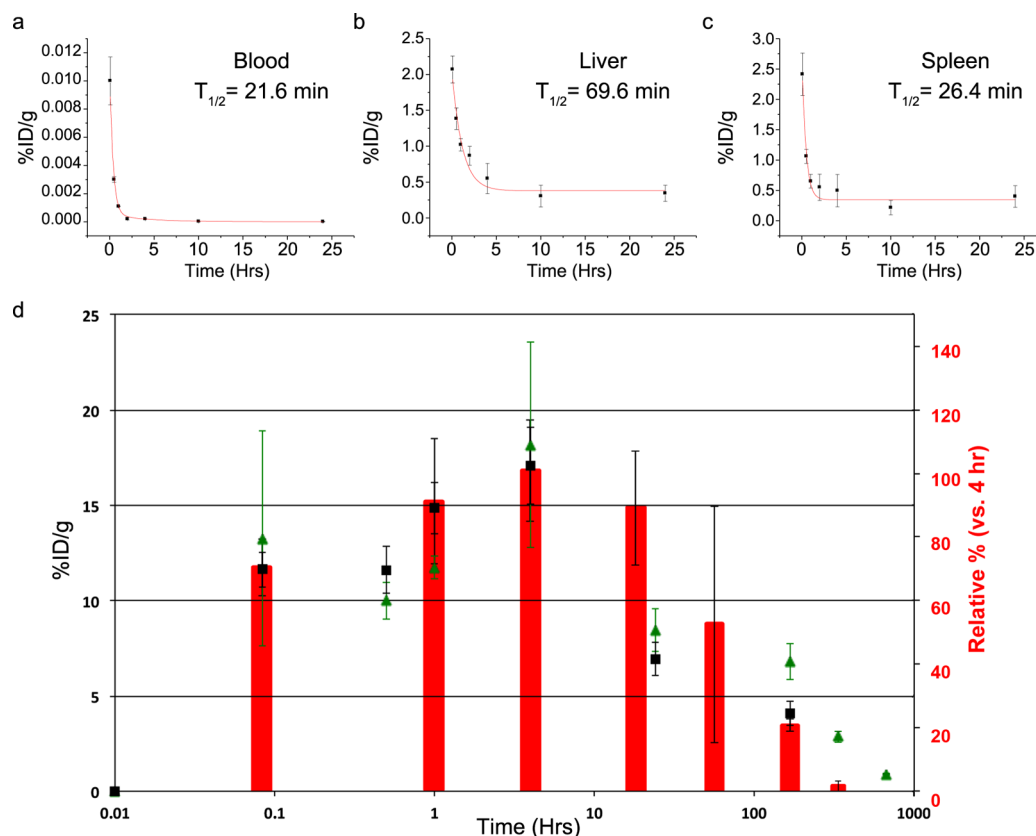 a
Blood
T1/2= 21.6 min
%ID/g
0.012
0.010
0.008
0.006
0.004
0.002
0.000
0 5 10 15 20 25
Time (Hrs)
b
Liver
T1/2= 69.6 min
%ID/g
2.5
2.0
1.5
1.0
0.5
0.0
0 5 10 15 20 25
Time (Hrs)
c
Spleen
T1/2= 26.4 min
%ID/g
3.0
2.5
2.0
1.5
1.0
0.5
0.0
0 5 10 15 20 25
Time (Hrs)
d
%ID/g
25
20
15
10
5
0
0.01 0.1 1 10 100 1000
Time (Hrs)
140
120
100
80
60
40
20
0
Relative % (vs. 4 hr)